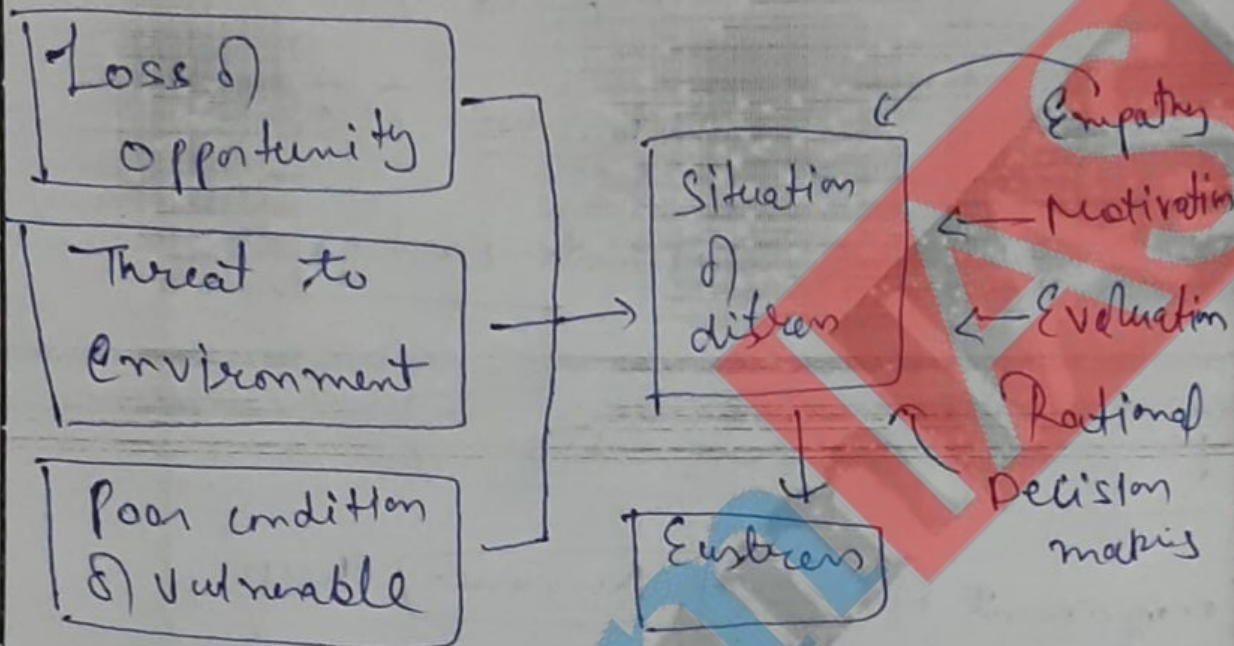 Loss of
opportunity
Threat to
environment
Poor condition
of vulnerable
Situation
of
distress
Empathy
Motivation
Evaluation
Rational
Decision
making
Eustress
IAS
m